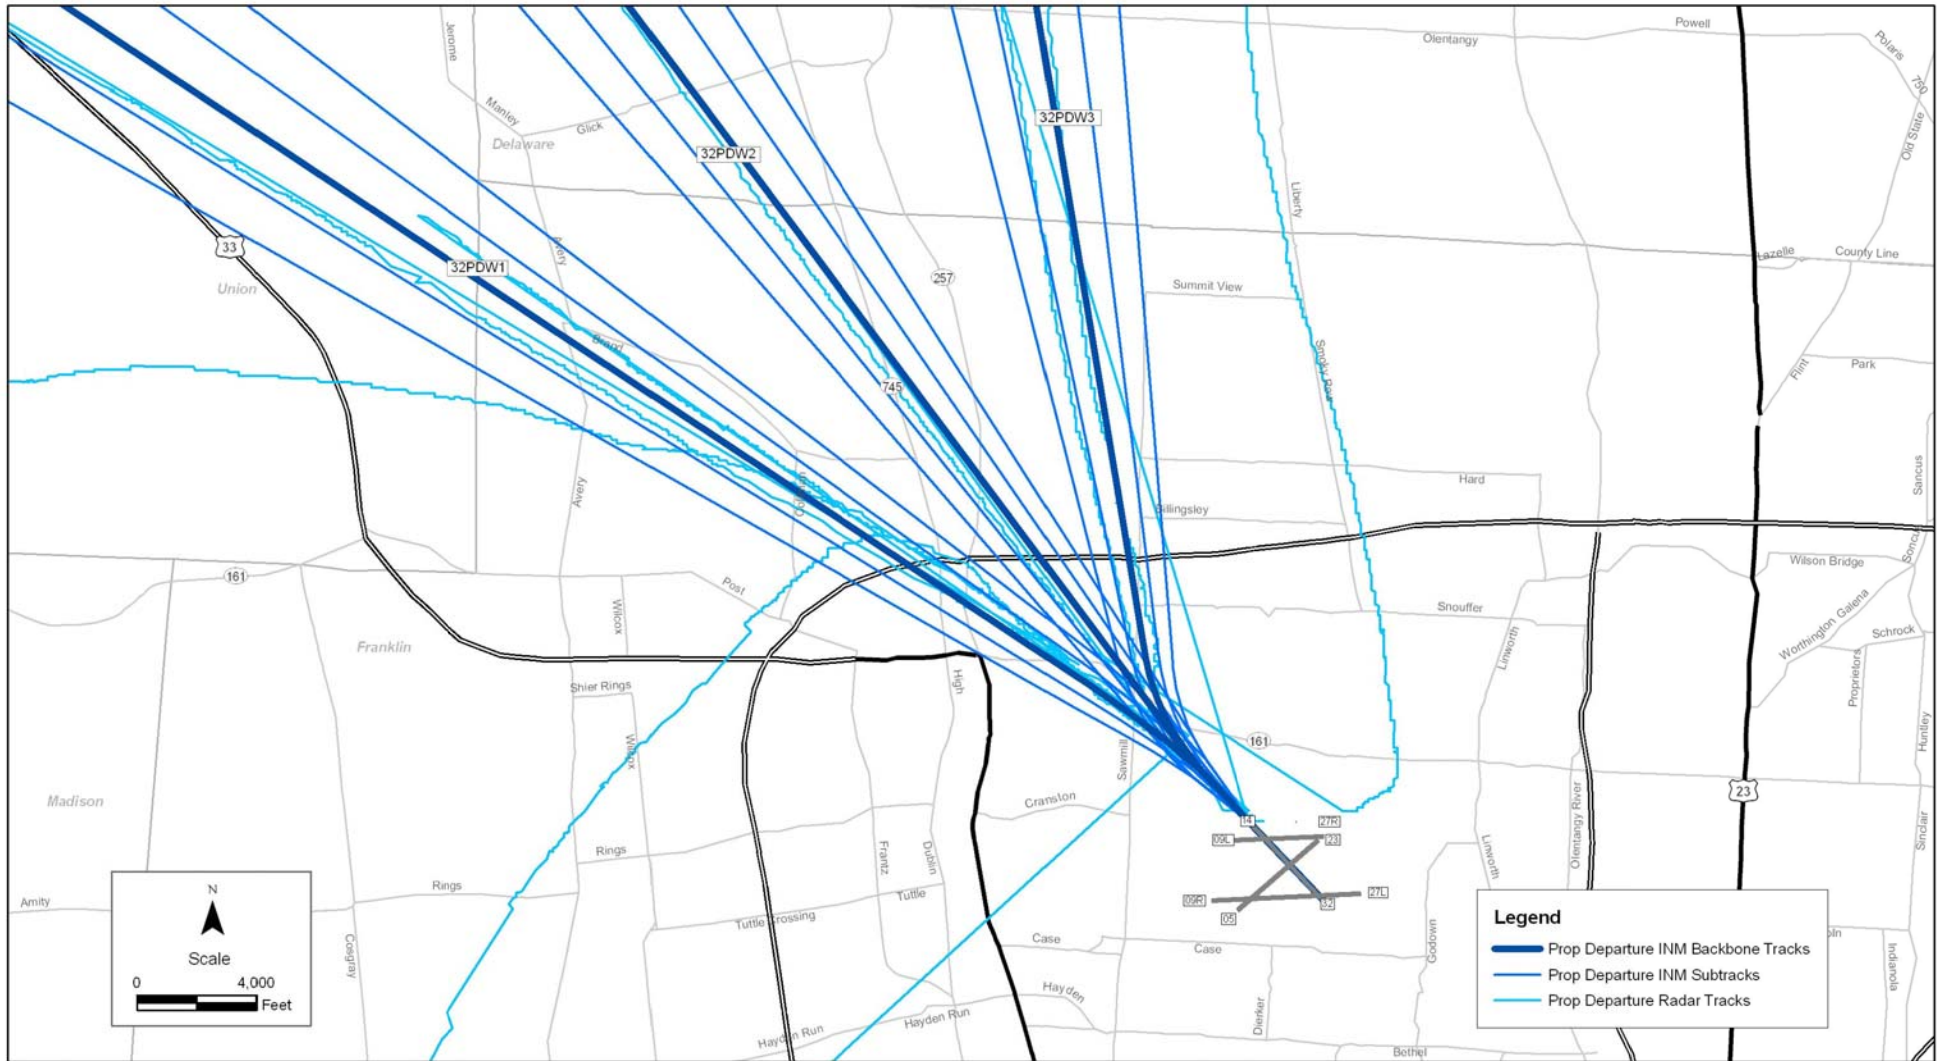 Jerome
Powell
Olentangy
Polaris
750
Manley
Glick
Delaware
32PDW3
Old State
32PDW2
Liberty
33
Avery
32PDW1
Lazelle
County Line
257
Union
Summit View
Brand
Smoky Row
Flint
Park
745
Avery
Hard
Sancus
Billingsley
161
Post
Wilson Bridge
Wilcox
Snouffer
Worthington Galena
Schrock
Franklin
Linworth
High
Shier Rings
Proprietors
Huntley
Wilcox
Sawmill
161
Madison
Cranston
23
Olentangy River
14
27R
09L
23
Sinclair
Rings
Frantz
Dublin
Linworth
Amity
Rings
Tuttle
09R
27L
32
05
Tuttle Crossing
Cosgray
Case
Case
Godown
Indianola
Hayden
Hayden Run
Hayden Run
Dierker
Bethel
N
Scale
0 4,000
Feet
Legend
Prop Departure INM Backbone Tracks
Prop Departure INM Subtracks
Prop Departure Radar Tracks